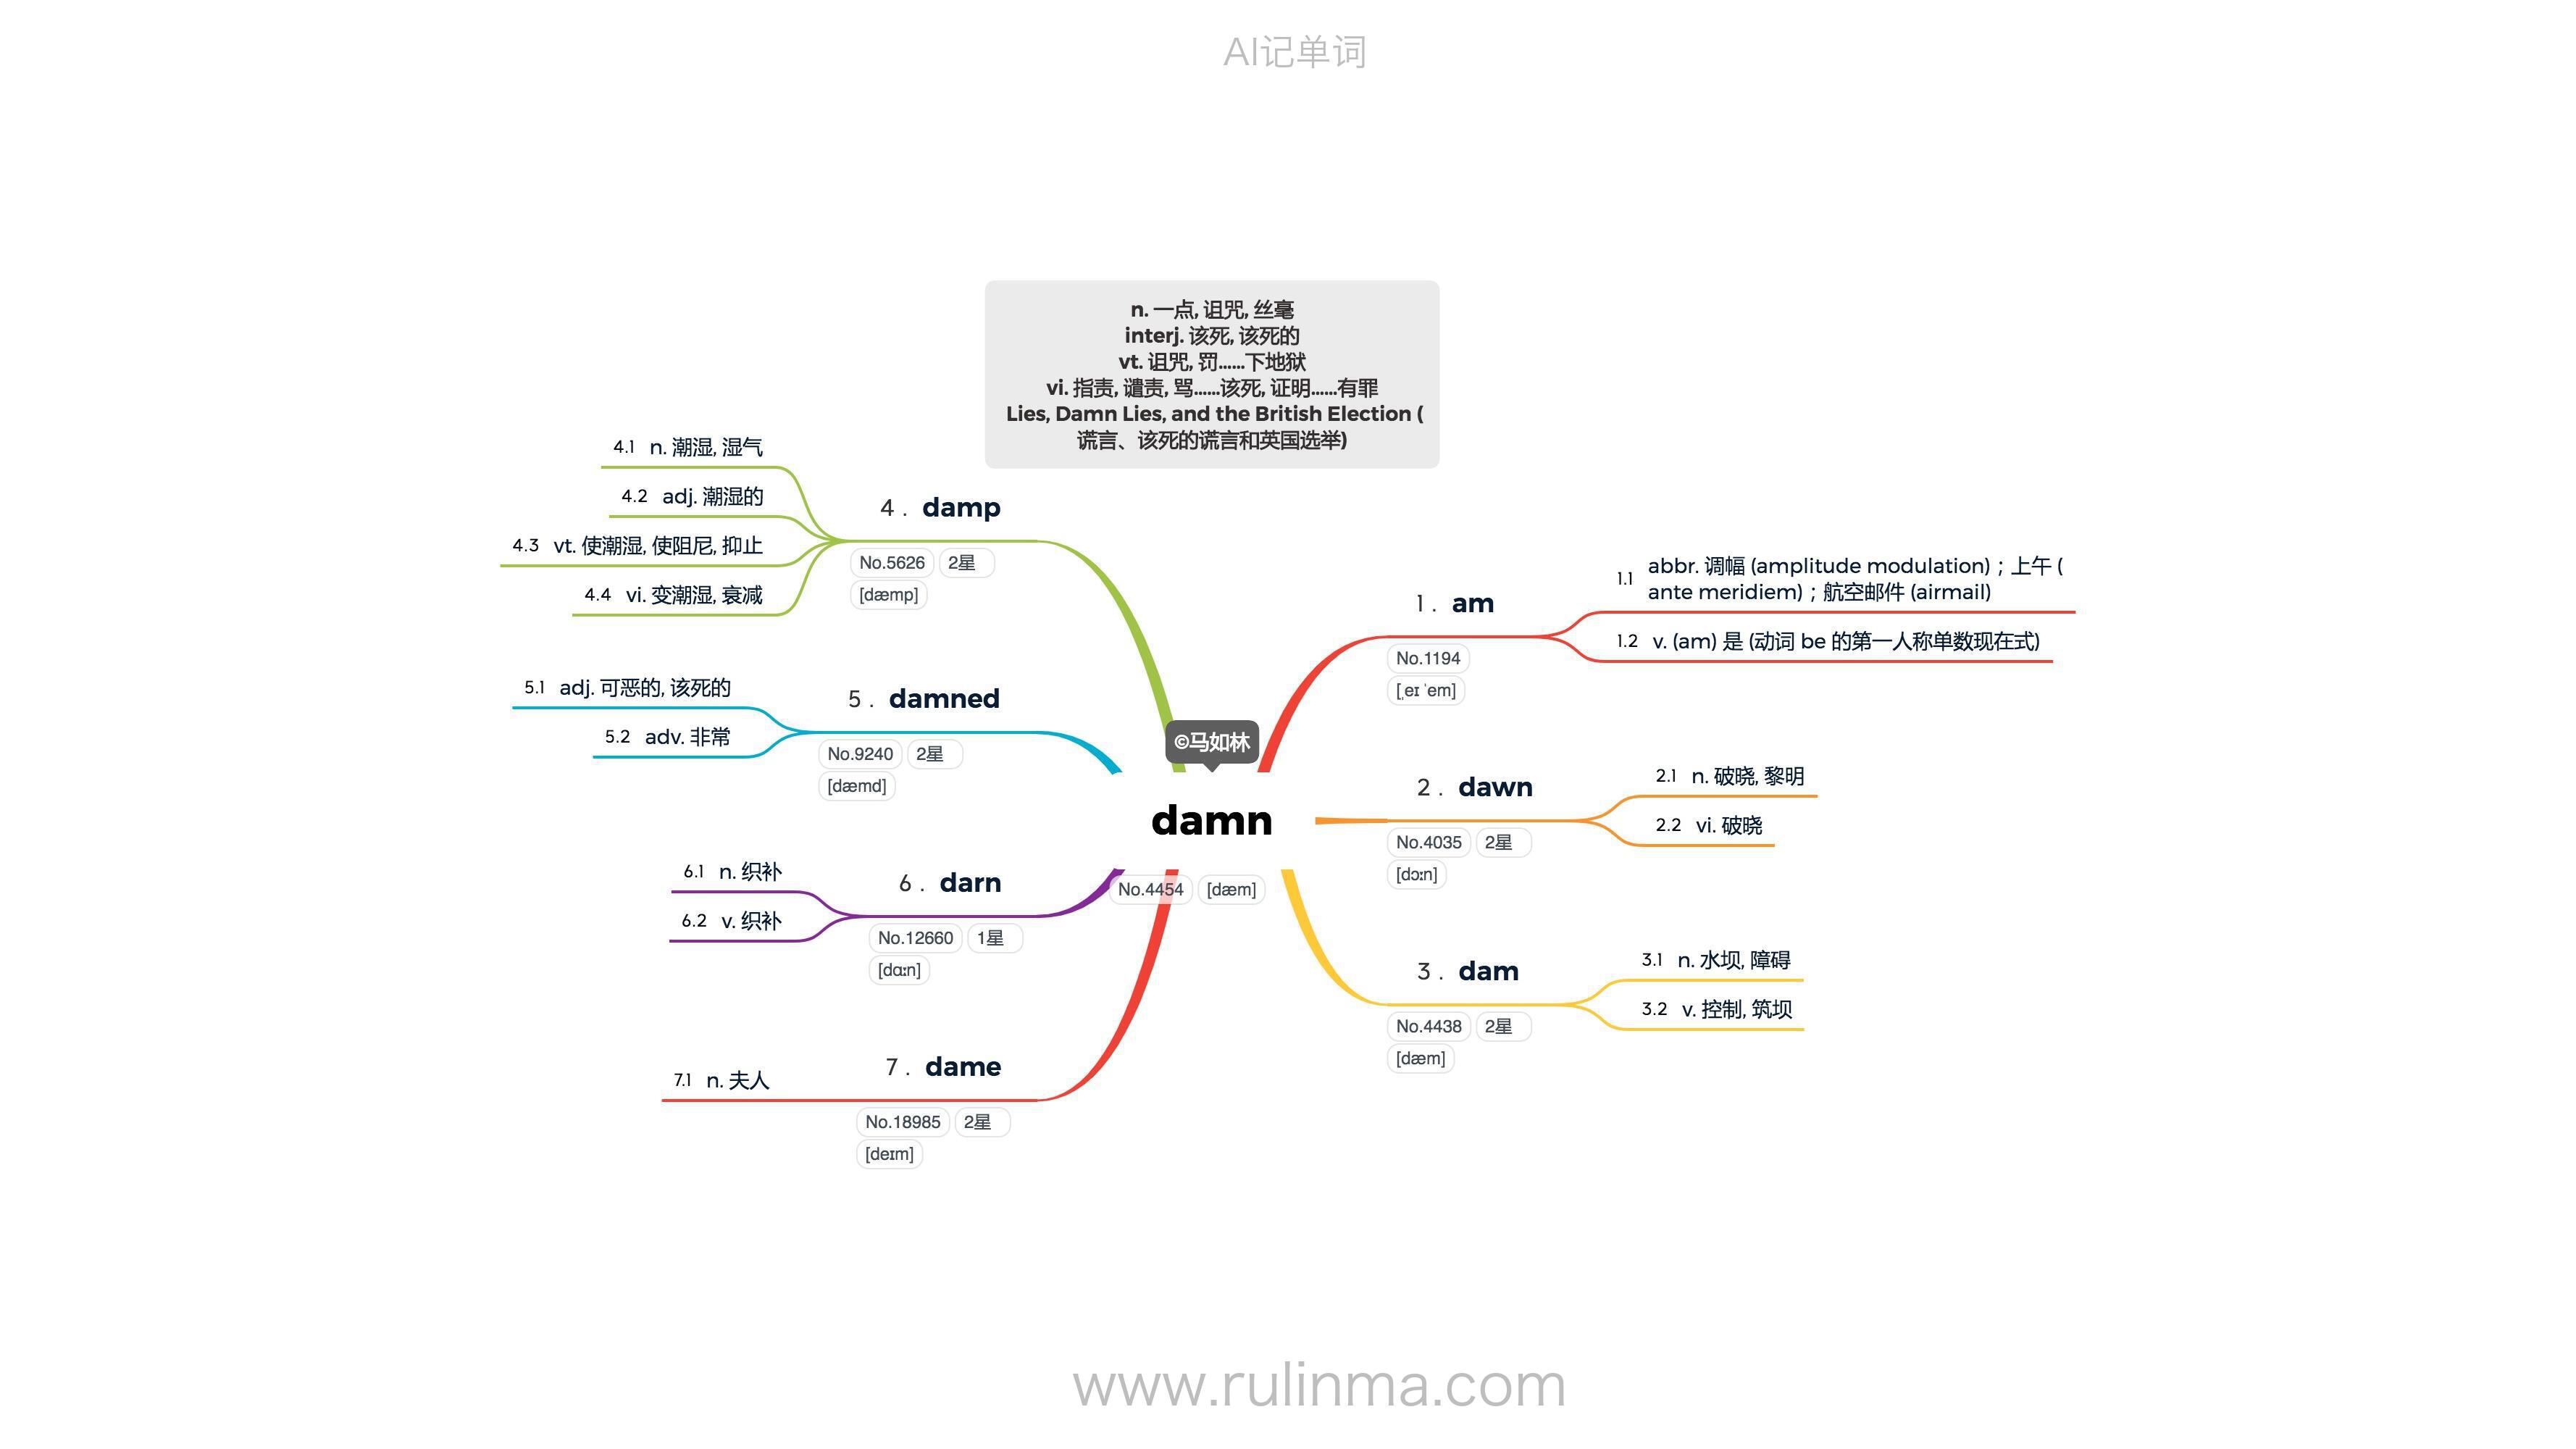 AI记单词
n. 一点, 诅咒, 丝毫
interj. 该死, 该死的
vt. 诅咒, 罚……下地狱
vi. 指责, 谴责, 骂……该死, 证明……有罪
Lies, Damn Lies, and the British Election (
谎言、该死的谎言和英国选举)
©马如林
damn
No.4454 [dæm]
1. am
No.1194
[ˌeɪ ˈem]
1.1 abbr. 调幅 (amplitude modulation)；上午 (
ante meridiem)；航空邮件 (airmail)
1.2 v. (am) 是 (动词 be 的第一人称单数现在式)
2. dawn
No.4035 2星
[dɔːn]
2.1 n. 破晓, 黎明
2.2 vi. 破晓
3. dam
No.4438 2星
[dæm]
3.1 n. 水坝, 障碍
3.2 v. 控制, 筑坝
4. damp
No.5626 2星
[dæmp]
4.1 n. 潮湿, 湿气
4.2 adj. 潮湿的
4.3 vt. 使潮湿, 使阻尼, 抑止
4.4 vi. 变潮湿, 衰减
5. damned
No.9240 2星
[dæmd]
5.1 adj. 可恶的, 该死的
5.2 adv. 非常
6. darn
No.12660 1星
[dɑːn]
6.1 n. 织补
6.2 v. 织补
7. dame
No.18985 2星
[deɪm]
7.1 n. 夫人
www.rulinma.com